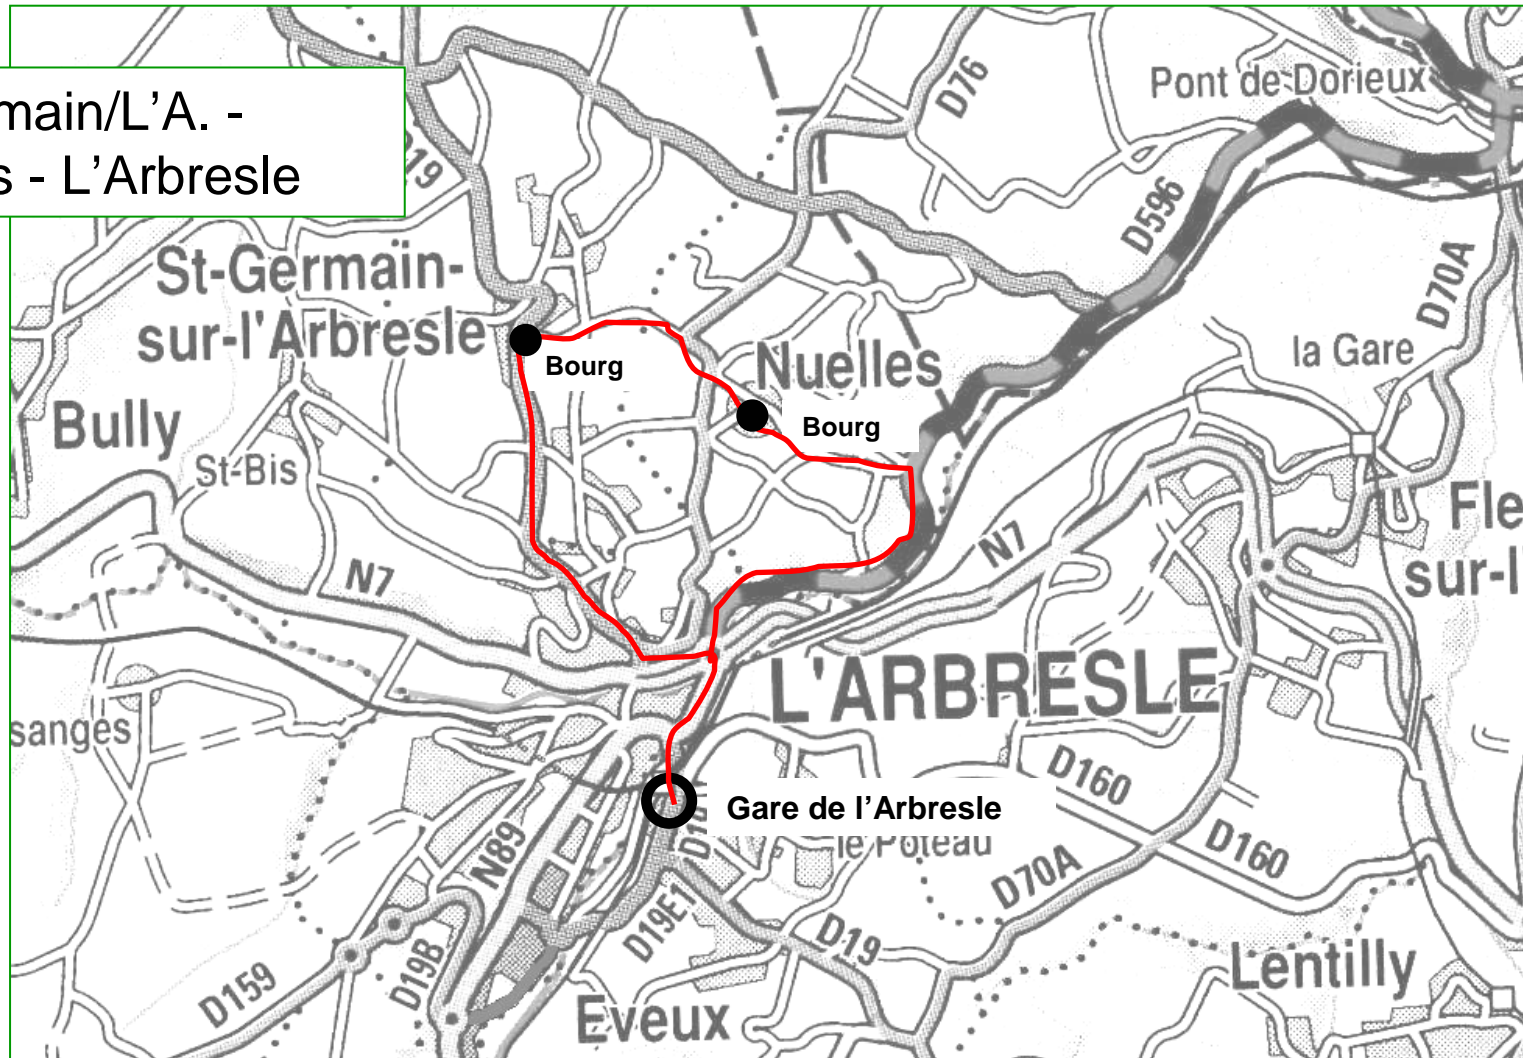 main/L'A. -
s - L'Arbresle
D19
D76
Pont de Dorieux
D596
D70A
St-Germain-
sur-l'Arbresle
Bourg
Nuelles
Bourg
la Gare
Bully
St-Bis
N7
N7
Fle
sur-l'
L'ARBRESLE
sanges
D160
Gare de l'Arbresle
le Poteau
D160
D70A
N89
D19E1
D19
D19B
D159
Lentilly
Eveux